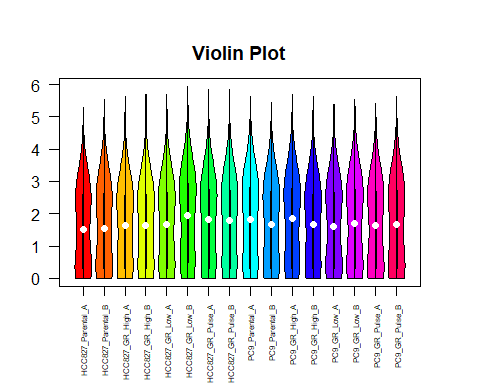 Violin Plot
6
5
4
3
2
1
0
HCC827_Parental_A
HCC827_Parental_B
HCC827_GR_High_A
HCC827_GR_High_B
HCC827_GR_Low_A
HCC827_GR_Low_B
HCC827_GR_Pulse_A
HCC827_GR_Pulse_B
PC9_Parental_A
PC9_Parental_B
PC9_GR_High_A
PC9_GR_High_B
PC9_GR_Low_A
PC9_GR_Low_B
PC9_GR_Pulse_A
PC9_GR_Pulse_B